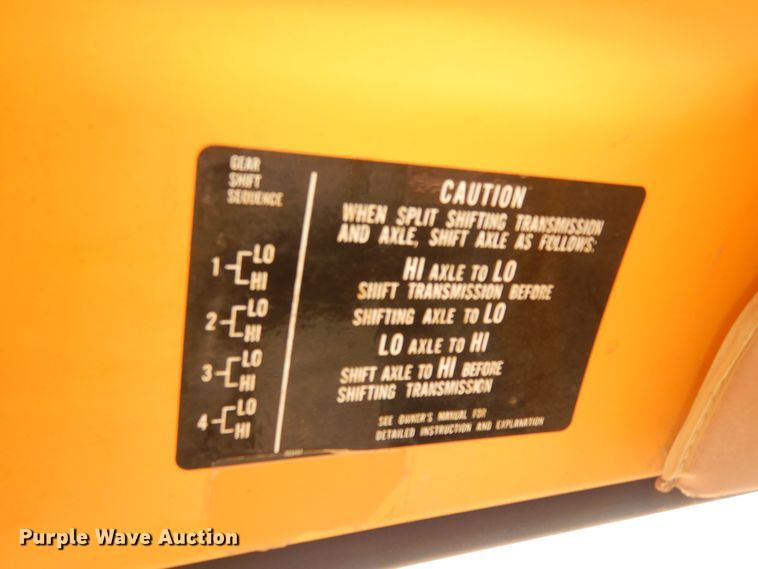 GEAR
SHIFT
SEQUENCE
1 LO
HI
2 LO
HI
3 LO
HI
4 LO
HI
CAUTION
WHEN SPLIT SHIFTING TRANSMISSION
AND AXLE, SHIFT AXLE AS FOLLOWS:
HI AXLE TO LO
SHIFT TRANSMISSION BEFORE
SHIFTING AXLE TO LO
LO AXLE TO HI
SHIFT AXLE TO HI BEFORE
SHIFTING TRANSMISSION
SEE OWNER'S MANUAL FOR
DETAILED INSTRUCTION AND EXPLANATION
Purple Wave Auction®